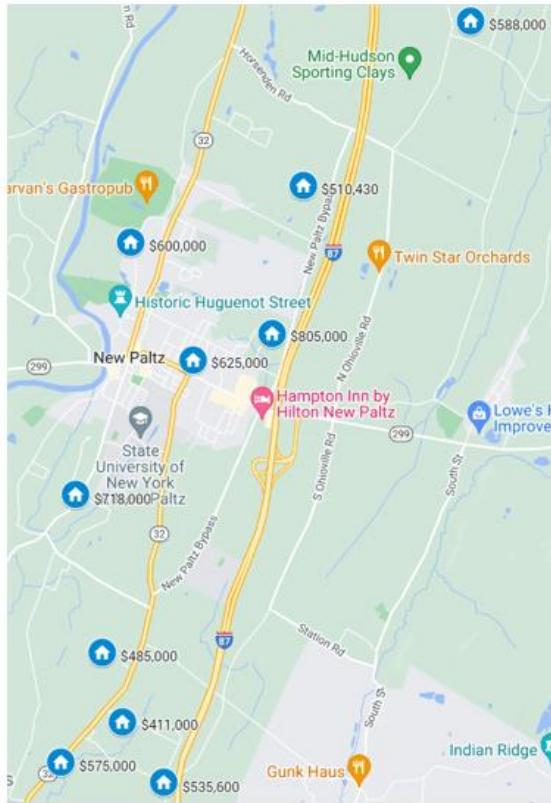 $588,000
Mid-Hudson
Sporting Clays
Horsenden Rd
n Rd
32
arvan's Gastropub
$510,430
New Paltz Bypass
$600,000
87
Twin Star Orchards
Historic Huguenot Street
$805,000
New Paltz
299
$625,000
N Ohioville Rd
Hampton Inn by
Hilton New Paltz
Lowe's H
Improve
299
State
University of
New York
Paltz
$718,000
S Ohioville Rd
South St
32
New Paltz Bypass
87
Station Rd
$485,000
South St
$411,000
Indian Ridge
$575,000
32
Gunk Haus
$535,600
S